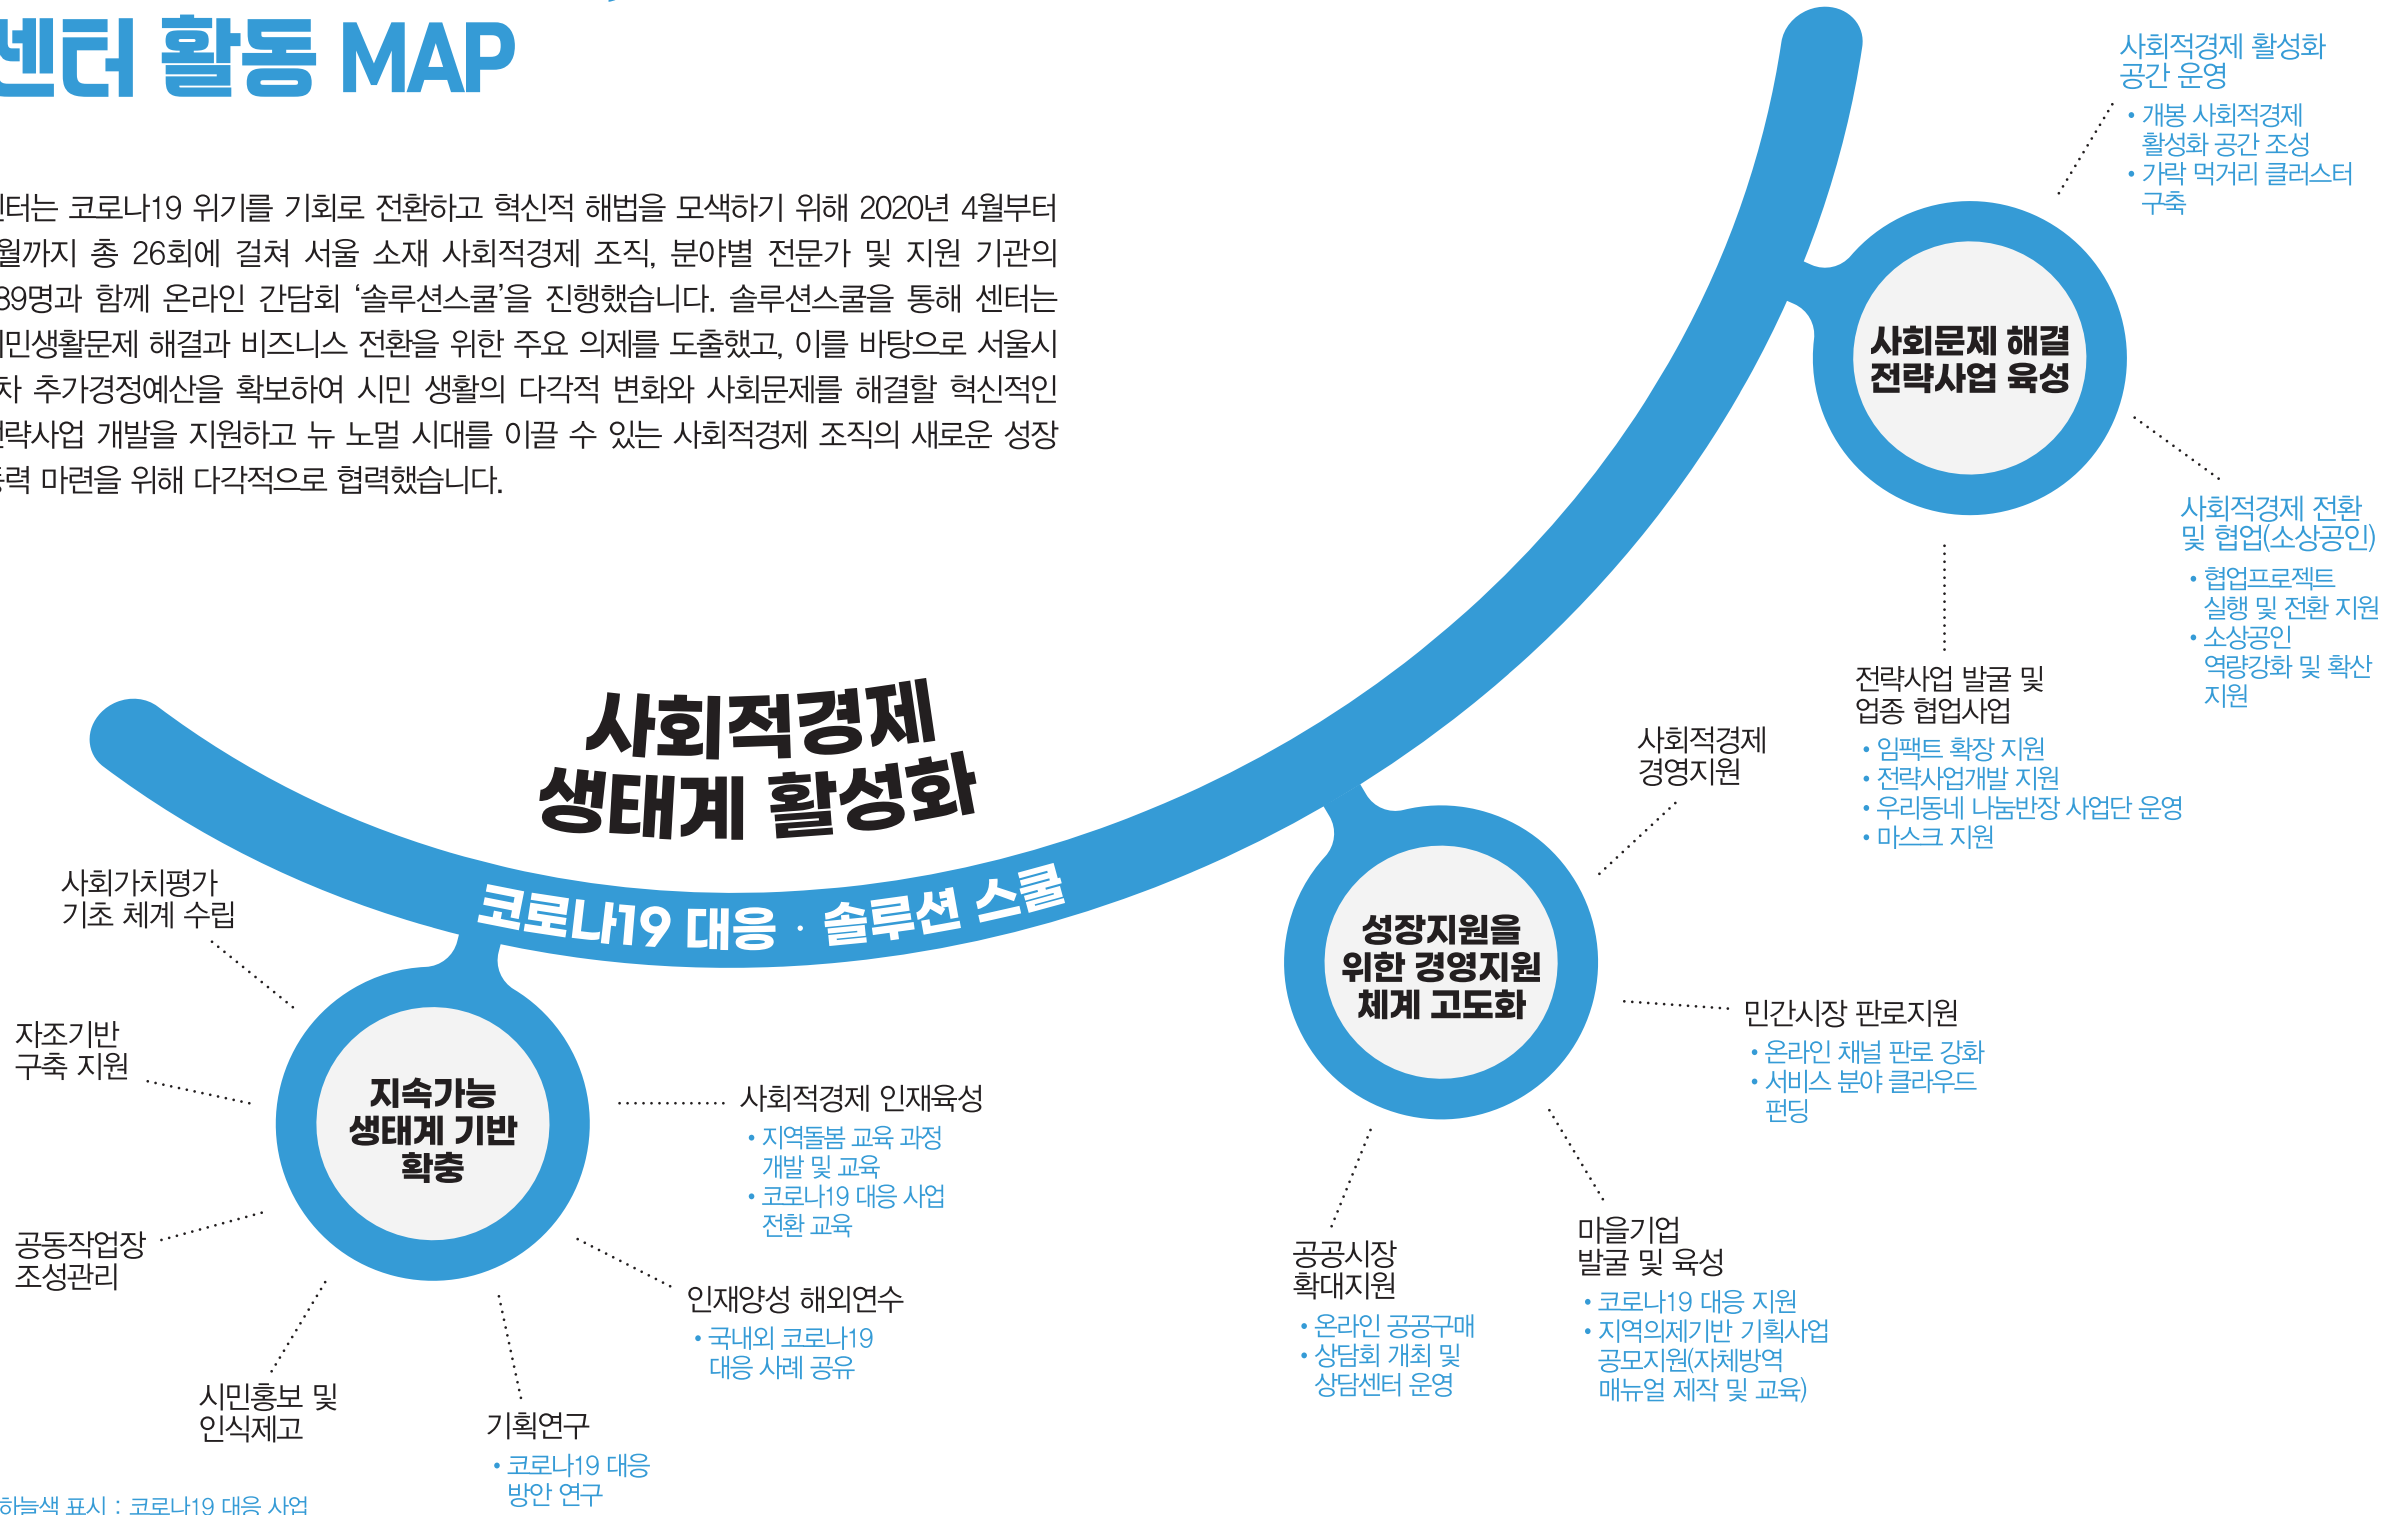 센터 활동 MAP
센터는 코로나19 위기를 기회로 전환하고 혁신적 해법을 모색하기 위해 2020년 4월부터
월까지 총 26회에 걸쳐 서울 소재 사회적경제 조직, 분야별 전문가 및 지원 기관의
89명과 함께 온라인 간담회 ‘솔루션스쿨’을 진행했습니다. 솔루션스쿨을 통해 센터는
시민생활문제 해결과 비즈니스 전환을 위한 주요 의제를 도출했고, 이를 바탕으로 서울시
차 추가경정예산을 확보하여 시민 생활의 다각적 변화와 사회문제를 해결할 혁신적인
전략사업 개발을 지원하고 뉴 노멀 시대를 이끌 수 있는 사회적경제 조직의 새로운 성장
동력 마련을 위해 다각적으로 협력했습니다.
사회적경제
생태계 활성화
코로나19 대응 · 솔루션 스쿨
지속가능
생태계 기반
확충
사회가치평가
기초 체계 수립
자조기반
구축 지원
공동작업장
조성관리
시민홍보 및
인식제고
기획연구
• 코로나19 대응
방안 연구
인재양성 해외연수
• 국내외 코로나19
대응 사례 공유
사회적경제 인재육성
• 지역돌봄 교육 과정
개발 및 교육
• 코로나19 대응 사업
전환 교육
성장지원을
위한 경영지원
체계 고도화
사회적경제
경영지원
민간시장 판로지원
• 온라인 채널 판로 강화
• 서비스 분야 클라우드
펀딩
마을기업
발굴 및 육성
• 코로나19 대응 지원
• 지역의제기반 기획사업
공모지원(자체방역
매뉴얼 제작 및 교육)
공공시장
확대지원
• 온라인 공공구매
• 상담회 개최 및
상담센터 운영
사회문제 해결
전략사업 육성
사회적경제 활성화
공간 운영
• 개봉 사회적경제
활성화 공간 조성
• 가락 먹거리 클러스터
구축
사회적경제 전환
및 협업(소상공인)
• 협업프로젝트
실행 및 전환 지원
• 소상공인
역량강화 및 확산
지원
전략사업 발굴 및
업종 협업사업
• 임팩트 확장 지원
• 전략사업개발 지원
• 우리동네 나눔반장 사업단 운영
• 마스크 지원
하늘색 표시 : 코로나19 대응 사업